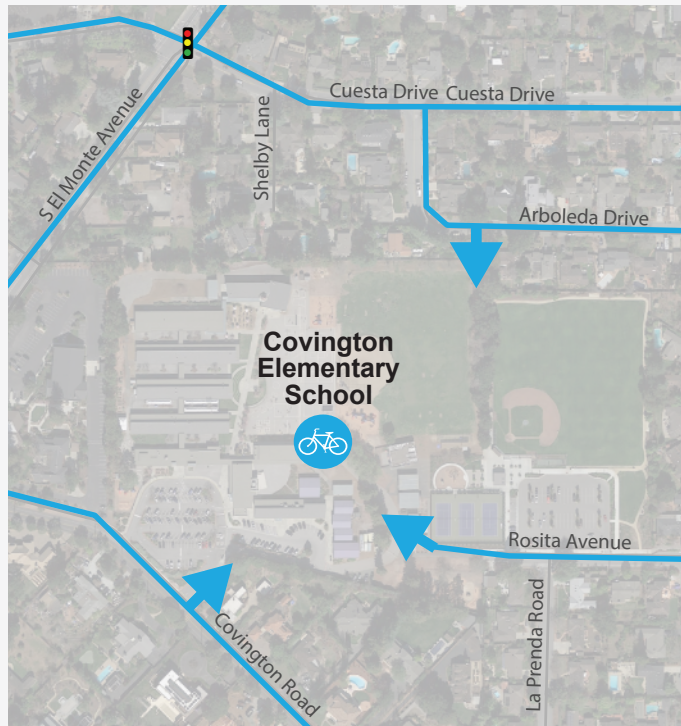 Cuesta Drive Cuesta Drive
S El Monte Avenue
Shelby Lane
Arboleda Drive
Covington
Elementary
School
Rosita Avenue
Covington Road
La Prenda Road